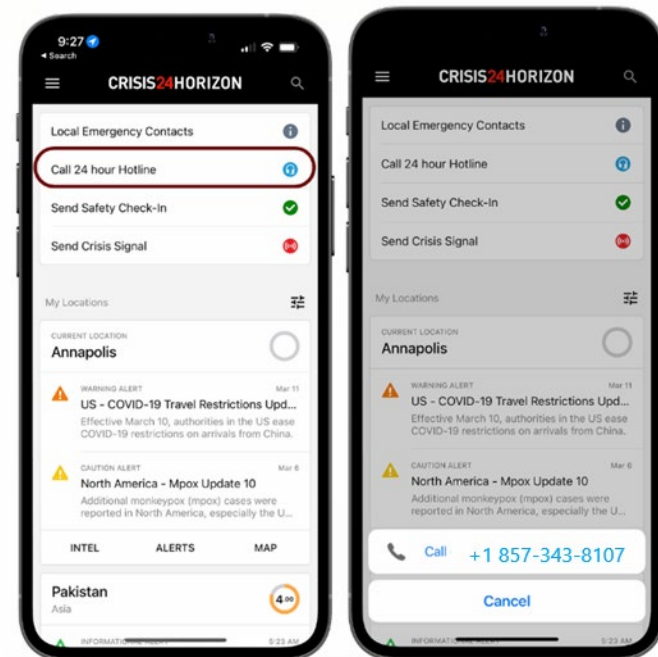 9:27
Search
CRISIS24HORIZON
Local Emergency Contacts
Call 24 hour Hotline
Send Safety Check-In
Send Crisis Signal
My Locations
CURRENT LOCATION
Annapolis
WARNING ALERT Mar 11
US - COVID-19 Travel Restrictions Upd...
Effective March 10, authorities in the US ease
COVID-19 restrictions on arrivals from China.
CAUTION ALERT Mar 6
North America - Mpox Update 10
Additional monkeypox (mpox) cases were
reported in North America, especially the U...
INTEL ALERTS MAP
Pakistan
Asia
4.00
INFORMATIONAL ALERT 5:23 AM
CRISIS24HORIZON
Local Emergency Contacts
Call 24 hour Hotline
Send Safety Check-In
Send Crisis Signal
My Locations
CURRENT LOCATION
Annapolis
WARNING ALERT Mar 11
US - COVID-19 Travel Restrictions Upd...
Effective March 10, authorities in the US ease
COVID-19 restrictions on arrivals from China.
CAUTION ALERT Mar 6
North America - Mpox Update 10
Additional monkeypox (mpox) cases were
reported in North America, especially the U...
Call +1 857-343-8107
Cancel
INFORMATIONAL ALERT 5:23 AM